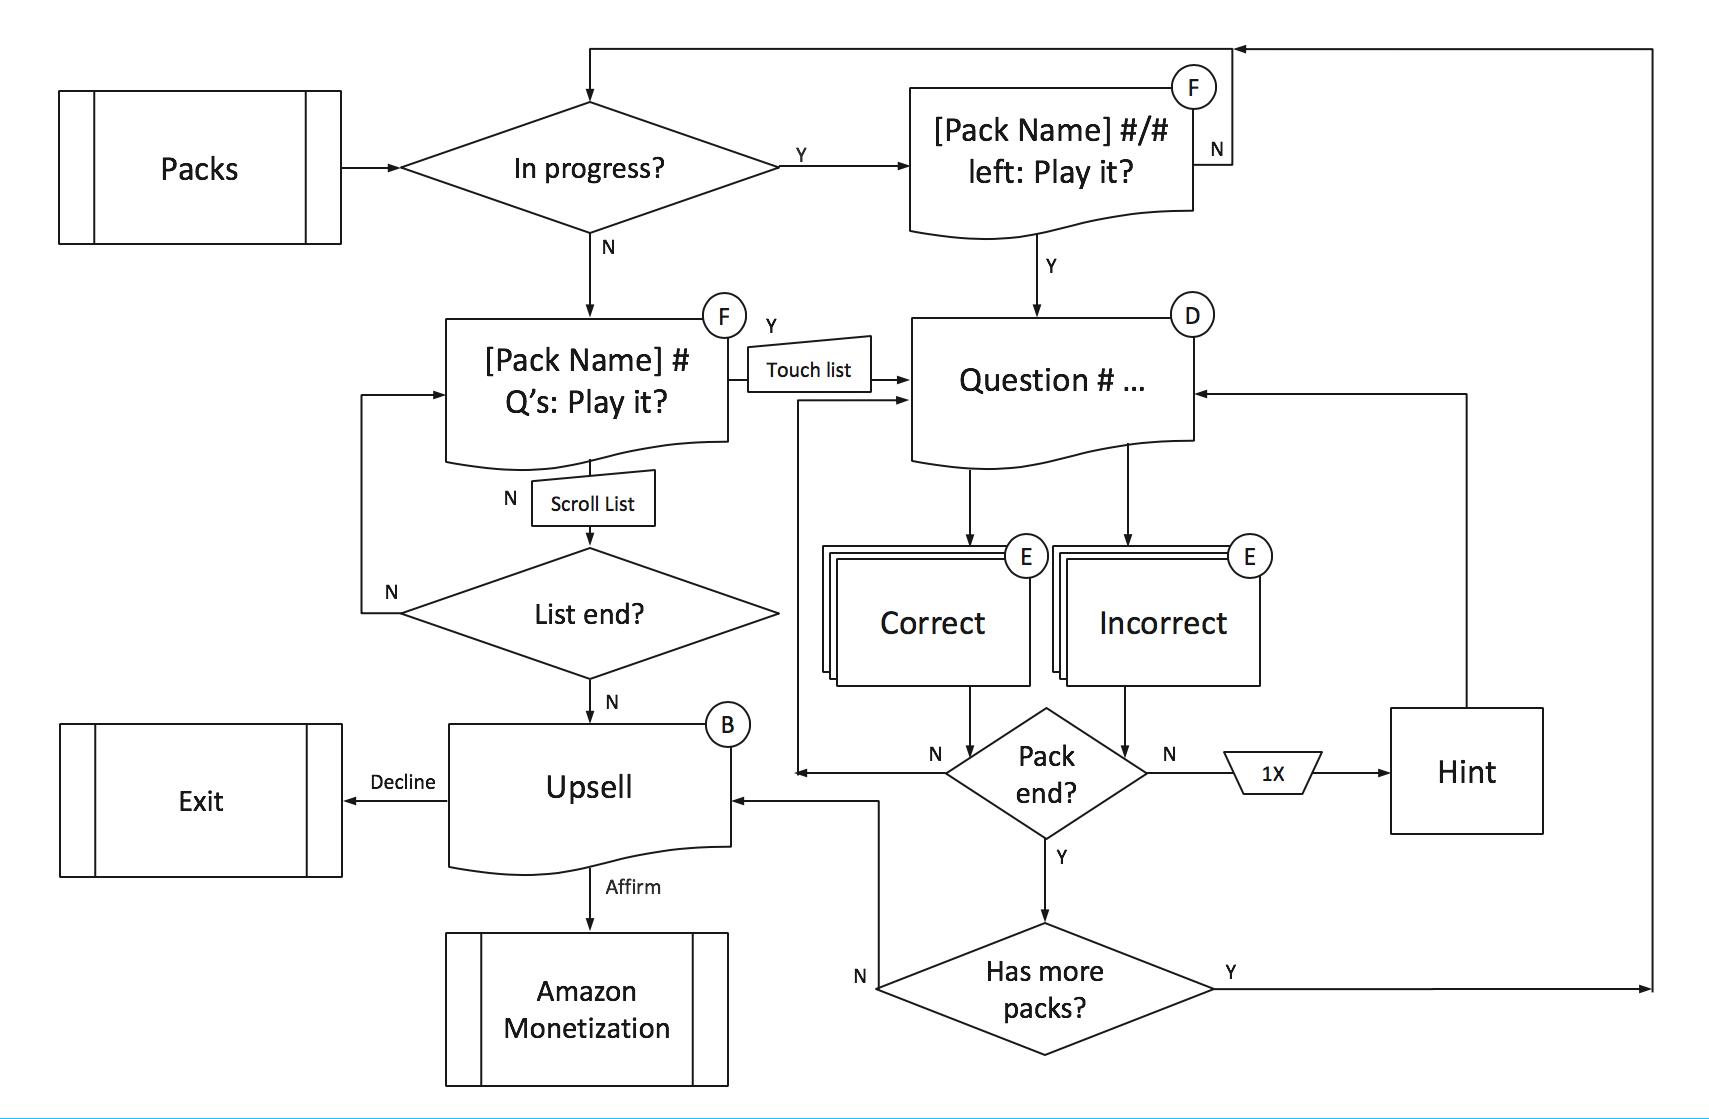 F
[Pack Name] #/#
left: Play it?
N
Packs
In progress?
Y
N
Y
F
[Pack Name] #
Q’s: Play it?
Y
Touch list
D
Question # ...
N
Scroll List
E
Correct
E
Incorrect
N
List end?
N
B
Upsell
Decline
Exit
Affirm
Amazon
Monetization
N
Pack
end?
N
1X
Hint
Y
N
Has more
packs?
Y